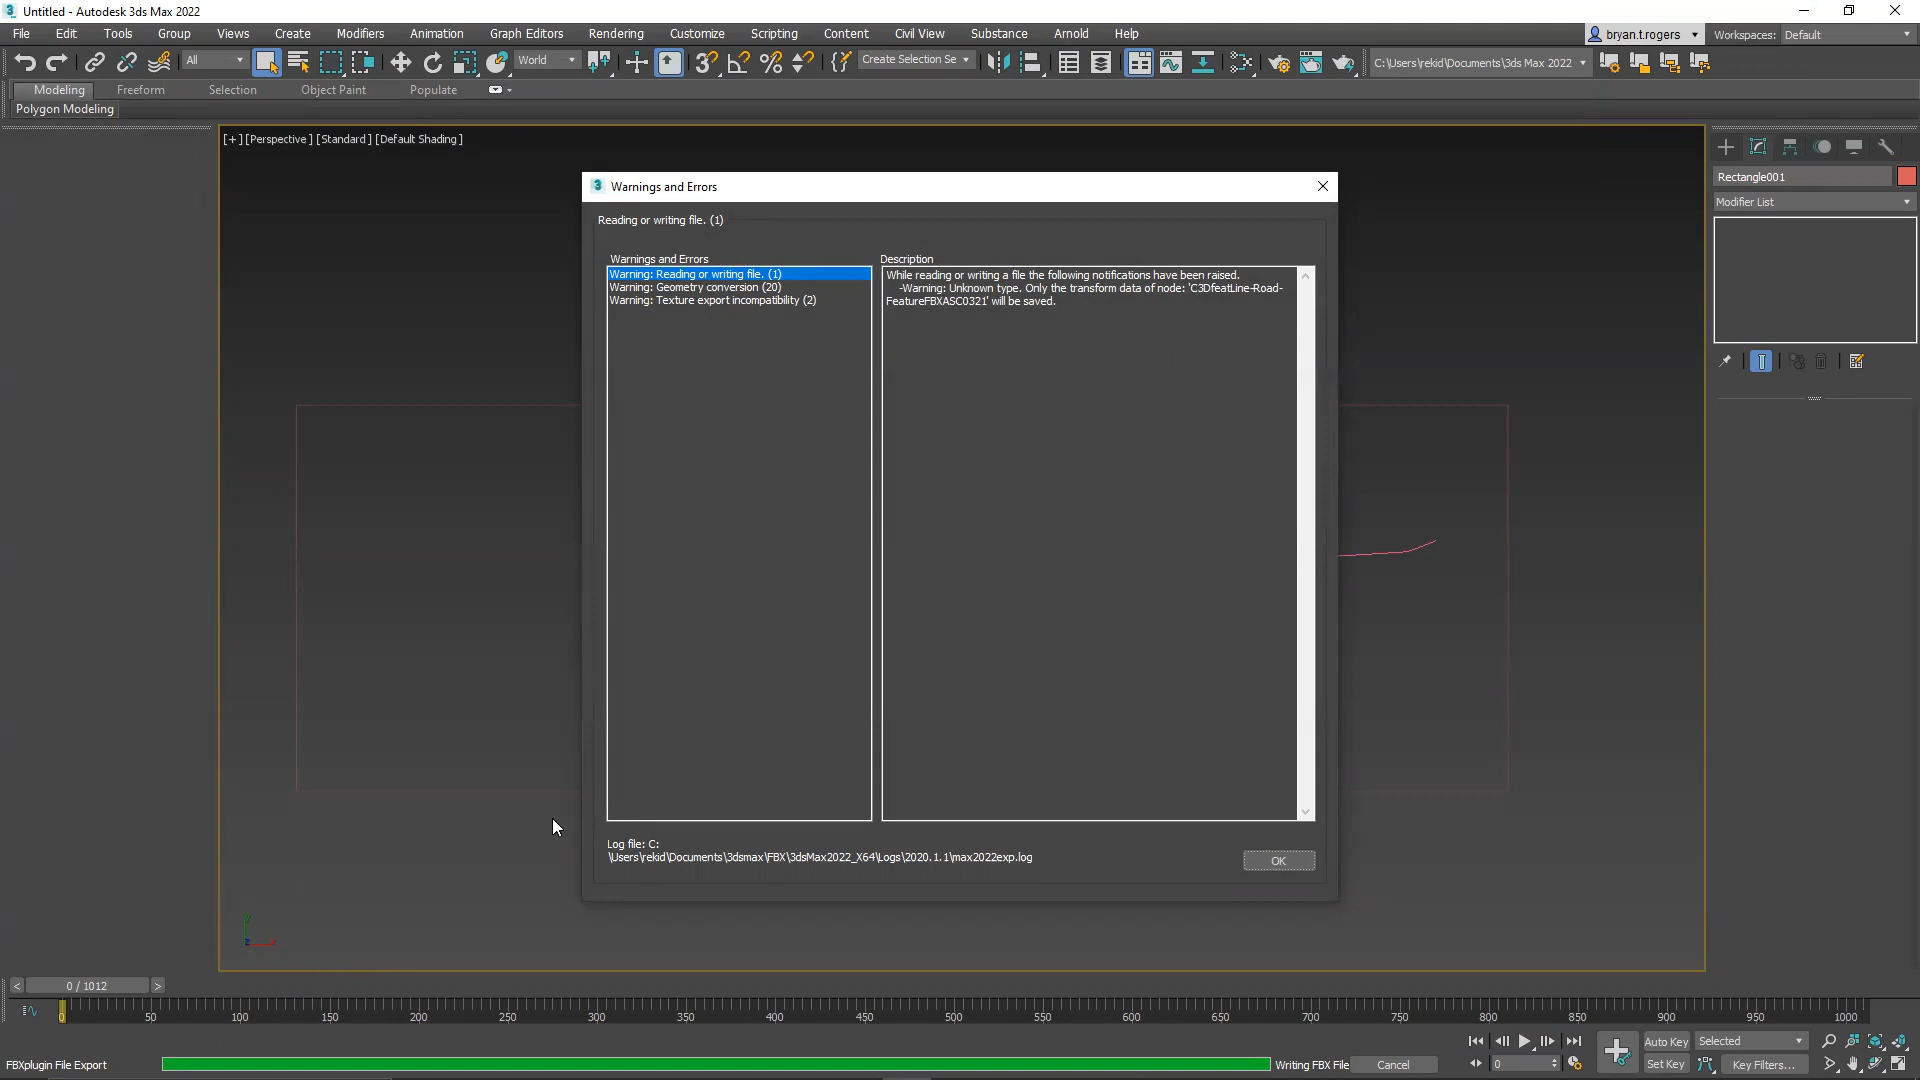 Untitled - Autodesk 3ds Max 2022
File Edit Tools Group Views Create Modifiers Animation Graph Editors Rendering Customize Scripting Content Civil View Substance Arnold Help
bryan.t.rogers Workspaces: Default
All World Create Selection Se C:\Users\rekid\Documents\3ds Max 2022
Modeling Freeform Selection Object Paint Populate
Polygon Modeling
[+] [Perspective] [Standard] [Default Shading]
Rectangle001
Modifier List
Warnings and Errors
Reading or writing file. (1)
Warnings and Errors
Warning: Reading or writing file. (1)
Warning: Geometry conversion (20)
Warning: Texture export incompatibility (2)
Description
While reading or writing a file the following notifications have been raised.
-Warning: Unknown type. Only the transform data of node: 'C3DfeatLine-Road-
FeatureFBXASC0321' will be saved.
Log file: C:
\Users\rekid\Documents\3dsmax\FBX\3dsMax2022_X64\Logs\2020.1.1\max2022exp.log
OK
< 0 / 1012 >
0 50 100 150 200 250 300 350 400 450 500 550 600 650 700 750 800 850 900 950 1000
Auto Key Selected
FBXplugin File Export Writing FBX File Cancel 0 Set Key Key Filters...